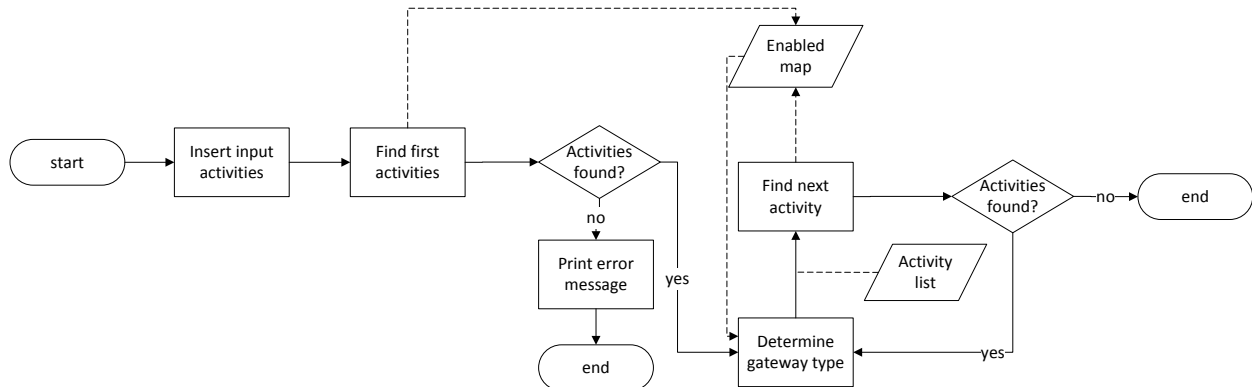 Enabled
map
start
Insert input
activities
Find first
activities
Activities
found?
Find next
activity
Activities
found?
no
end
no
Print error
message
yes
Activity
list
end
Determine
gateway type
yes